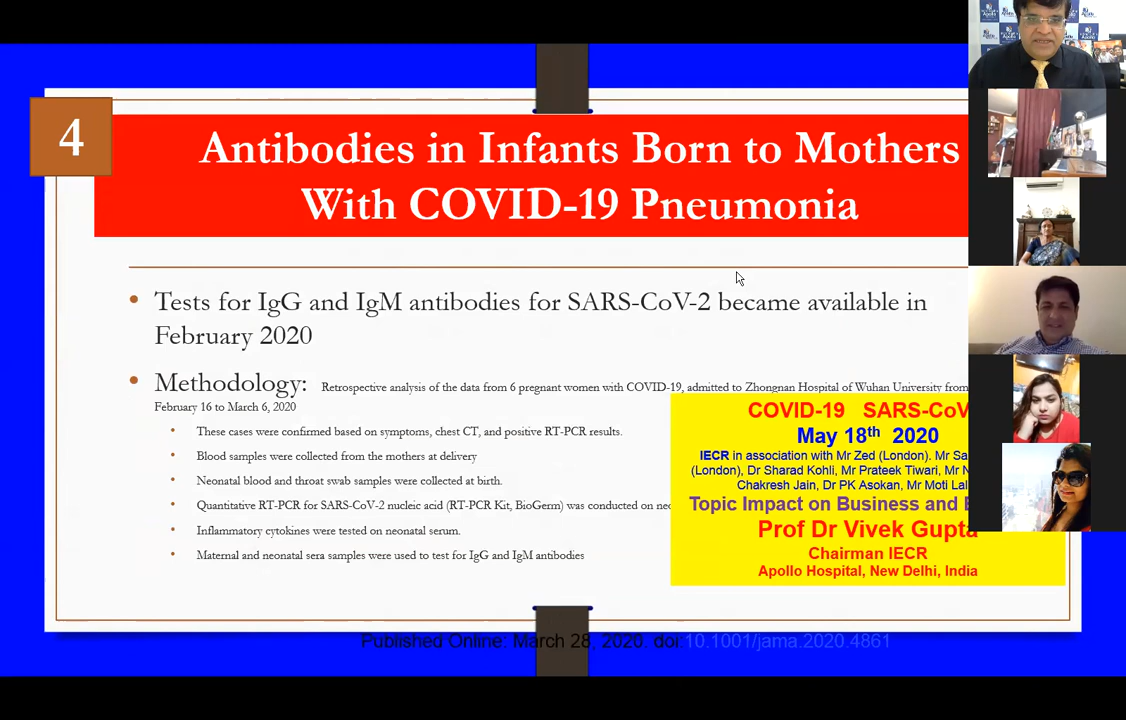 4
Antibodies in Infants Born to Mothers
With COVID-19 Pneumonia
• Tests for IgG and IgM antibodies for SARS-CoV-2 became available in
February 2020
• Methodology: Retrospective analysis of the data from 6 pregnant women with COVID-19, admitted to Zhongnan Hospital of Wuhan University from
February 16 to March 6, 2020
• These cases were confirmed based on symptoms, chest CT, and positive RT-PCR results.
• Blood samples were collected from the mothers at delivery
• Neonatal blood and throat swab samples were collected at birth.
• Quantitative RT-PCR for SARS-CoV-2 nucleic acid (RT-PCR Kit, BioGerm) was conducted on
• Inflammatory cytokines were tested on neonatal serum.
• Maternal and neonatal sera samples were used to test for IgG and IgM antibodies
COVID-19 SARS-CoV
May 18th 2020
IECR in association with Mr Zed (London). Mr
(London), Dr Sharad Kohli, Mr Prateek Tiwari, Mr
Chakresh Jain, Dr PK Asokan, Mr Moti
Topic Impact on Business and
Prof Dr Vivek Gupta
Chairman IECR
Apollo Hospital, New Delhi, India
Published Online: March 28, 2020. doi:10.1001/jama.2020.4861